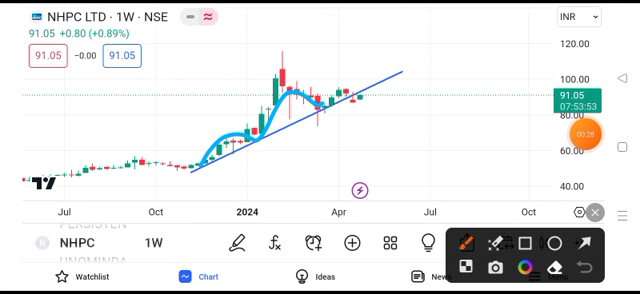 NHPC LTD · 1W · NSE
INR
91.05 +0.80 (+0.89%)
91.05 −0.00 91.05
120.00
100.00
91.05
07:53:53
80.00
60.00
40.00
00:28
Jul Oct 2024 Apr Jul Oct
PERSISTEN
N NHPC 1W
UNOMINDA
Watchlist Chart Ideas News Menu